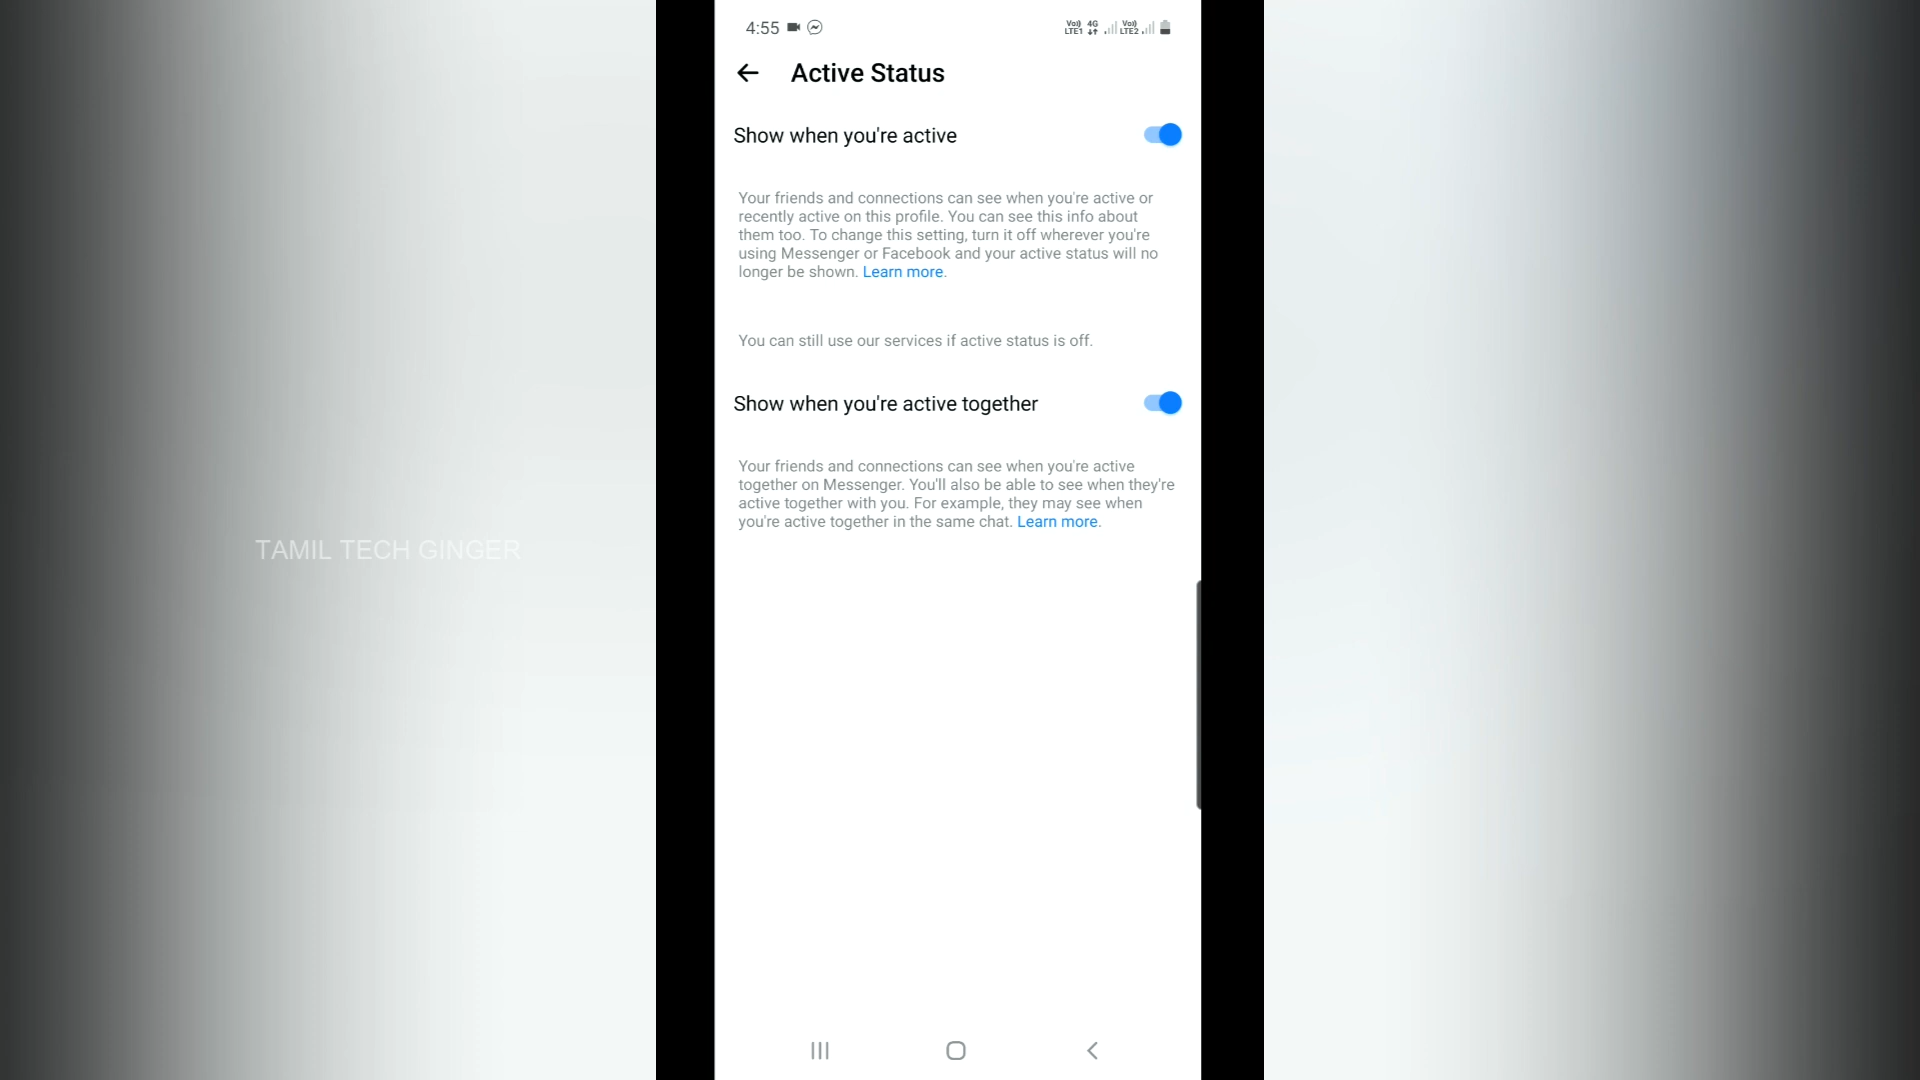 4:55
Vo)) 4G Vo))
LTE1 LTE2
Active Status
Show when you're active
Your friends and connections can see when you're active or
recently active on this profile. You can see this info about
them too. To change this setting, turn it off wherever you're
using Messenger or Facebook and your active status will no
longer be shown. Learn more.
You can still use our services if active status is off.
Show when you're active together
Your friends and connections can see when you're active
together on Messenger. You'll also be able to see when they're
active together with you. For example, they may see when
you're active together in the same chat. Learn more.
TAMIL TECH GINGER